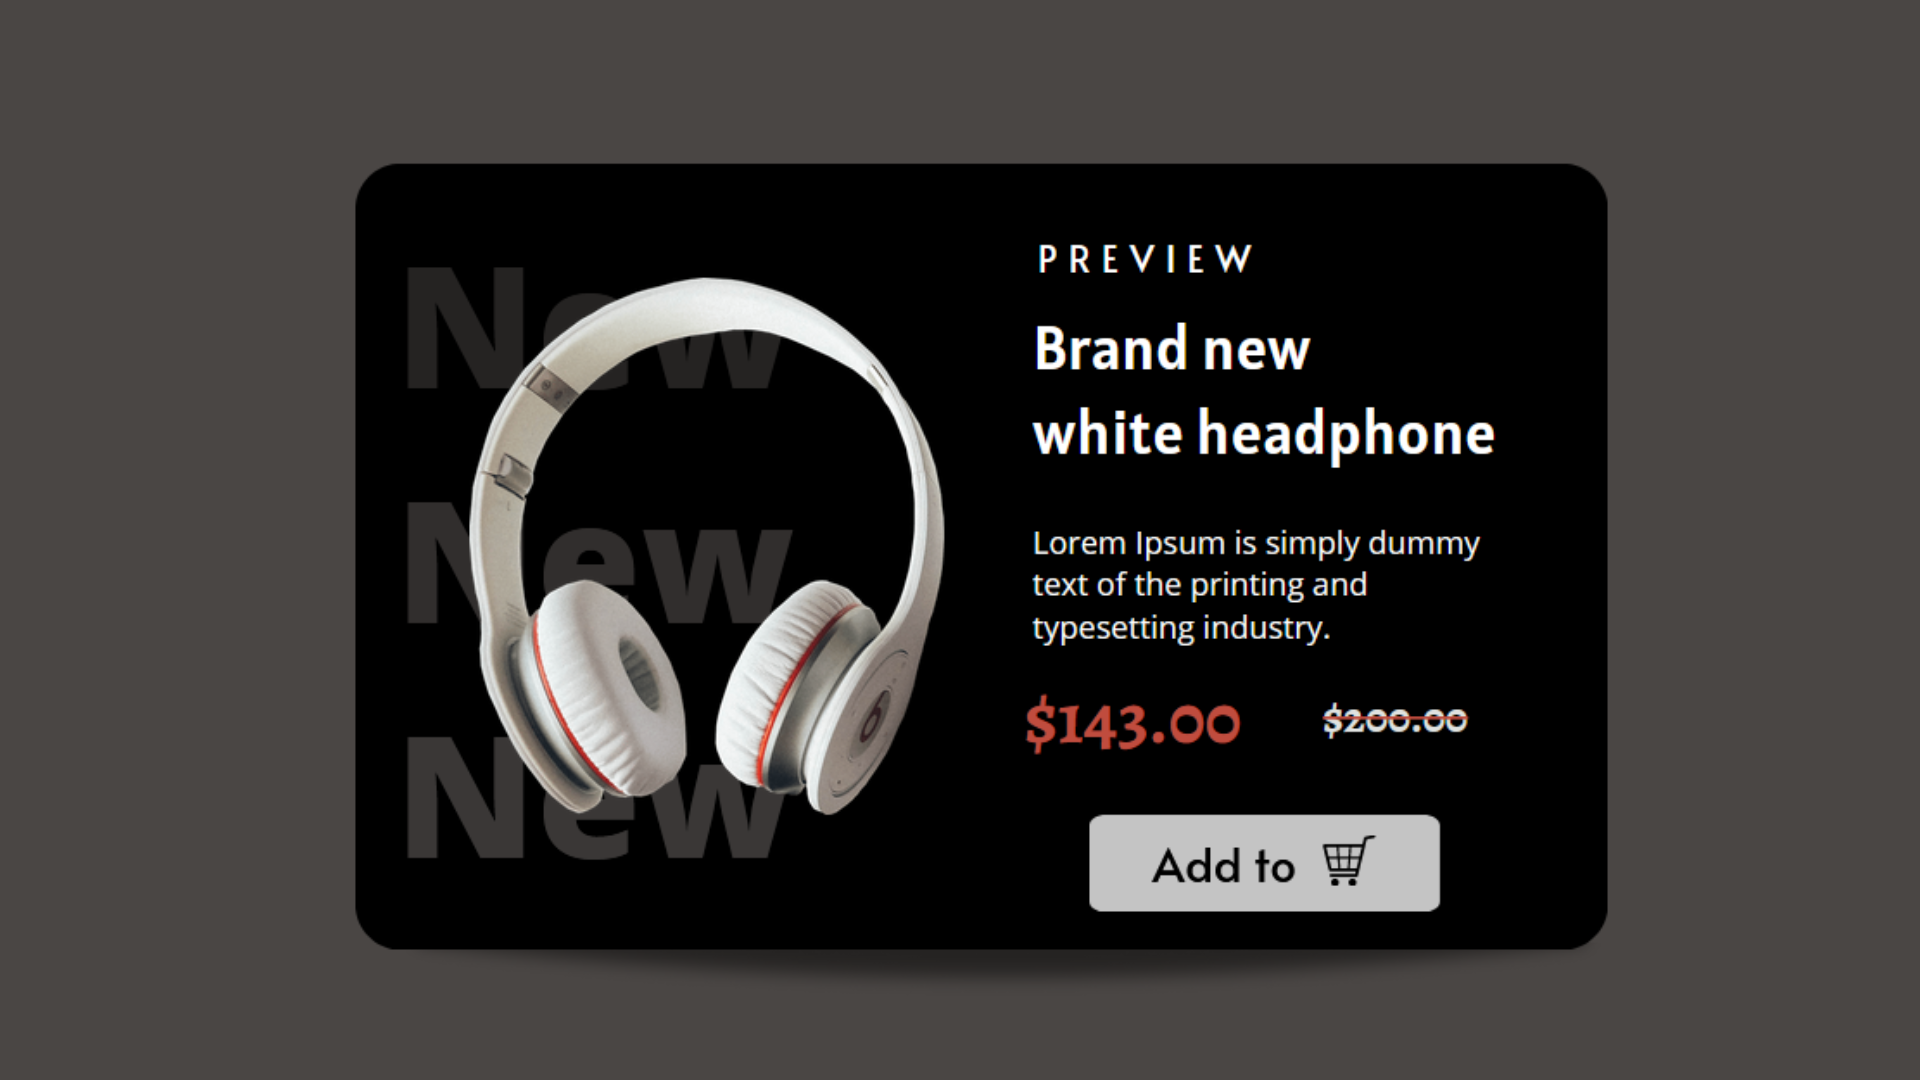 New
New
New
PREVIEW
Brand new
white headphone
Lorem Ipsum is simply dummy
text of the printing and
typesetting industry.
$143.00 $200.00
Add to